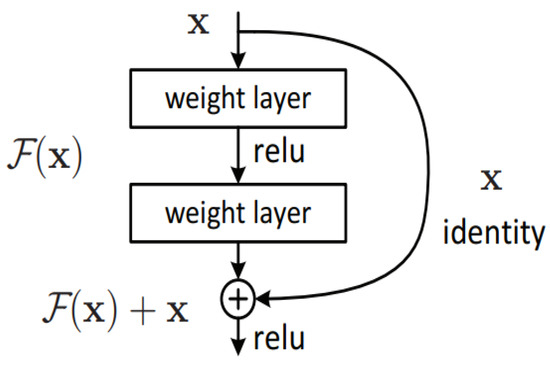 x
weight layer
F(x)
relu
x
weight layer
identity
F(x) + x
relu